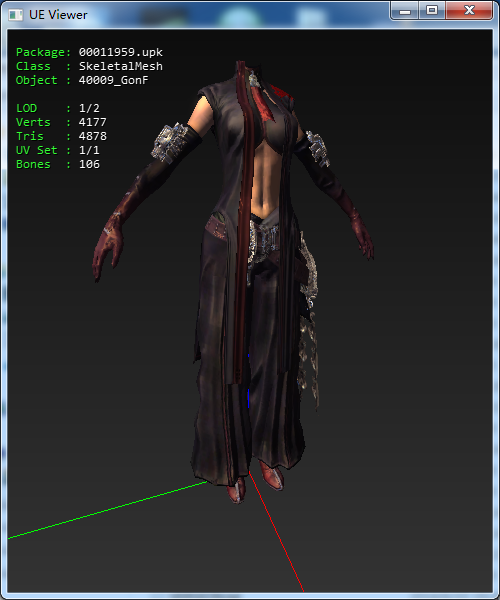 UE Viewer
Package: 00011959.upk
Class : SkeletalMesh
Object : 40009_GonF
LOD : 1/2
Verts : 4177
Tris : 4878
UV Set : 1/1
Bones : 106